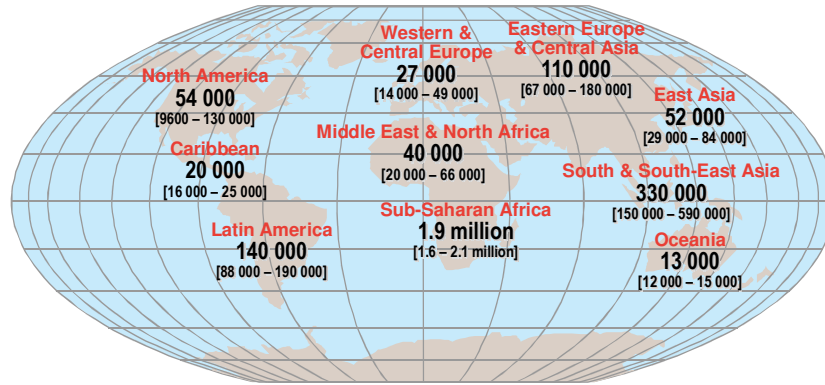 Western &
Central Europe
27 000
[14 000 – 49 000]
Eastern Europe
& Central Asia
110 000
[67 000 – 180 000]
North America
54 000
[9600 – 130 000]
East Asia
52 000
[29 000 – 84 000]
Middle East & North Africa
40 000
[20 000 – 66 000]
Caribbean
20 000
[16 000 – 25 000]
South & South-East Asia
330 000
[150 000 – 590 000]
Sub-Saharan Africa
1.9 million
[1.6 – 2.1 million]
Latin America
140 000
[88 000 – 190 000]
Oceania
13 000
[12 000 – 15 000]